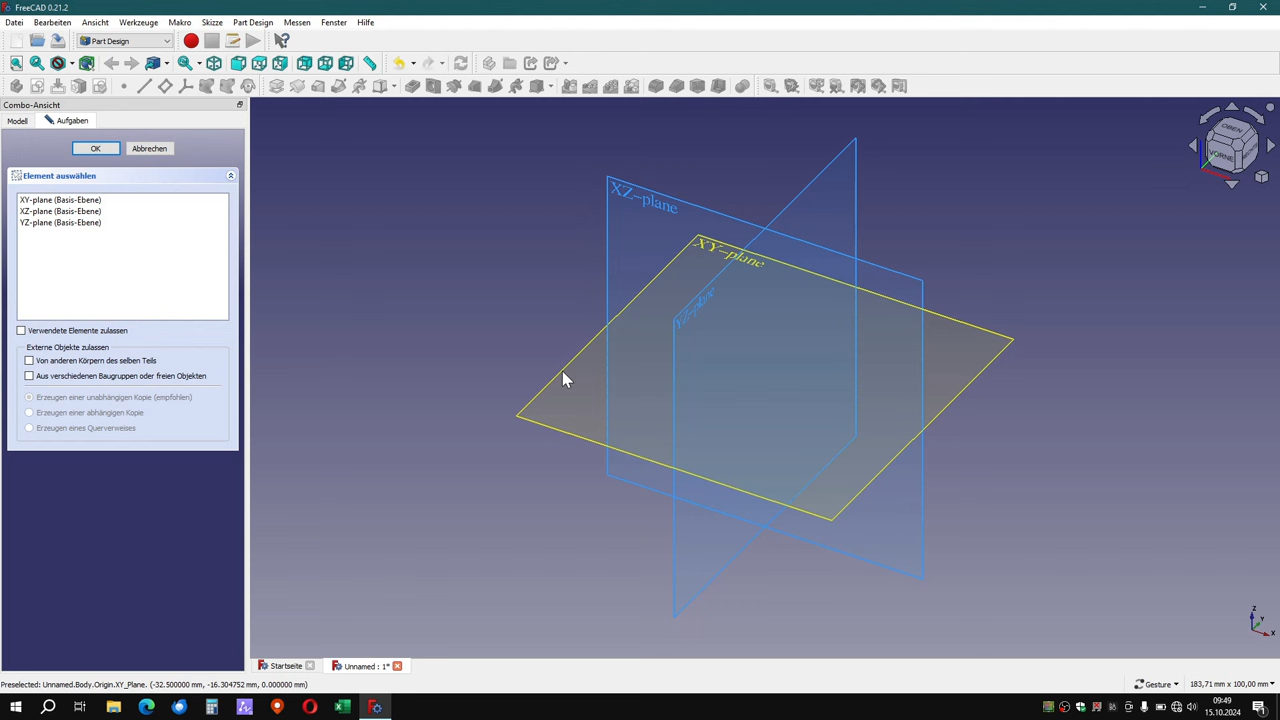 FreeCAD 0.21.2
Datei Bearbeiten Ansicht Werkzeuge Makro Skizze Part Design Messen Fenster Hilfe
Part Design
Combo-Ansicht
Modell Aufgaben
OK Abbrechen
Element auswählen
XY-plane (Basis-Ebene)
XZ-plane (Basis-Ebene)
YZ-plane (Basis-Ebene)
Verwendete Elemente zulassen
Externe Objekte zulassen
Von anderen Körpern des selben Teils
Aus verschiedenen Baugruppen oder freien Objekten
Erzeugen einer unabhängigen Kopie (empfohlen)
Erzeugen einer abhängigen Kopie
Erzeugen eines Querverweises
XZ-plane
XY-plane
YZ-plane
OBEN
VORNE
Z
Y
X
Startseite Unnamed : 1*
Preselected: Unnamed.Body.Origin.XY_Plane. (-32.500000 mm, -16.304752 mm, 0.000000 mm)
Gesture 183,71 mm x 100,00 mm
09:49
15.10.2024